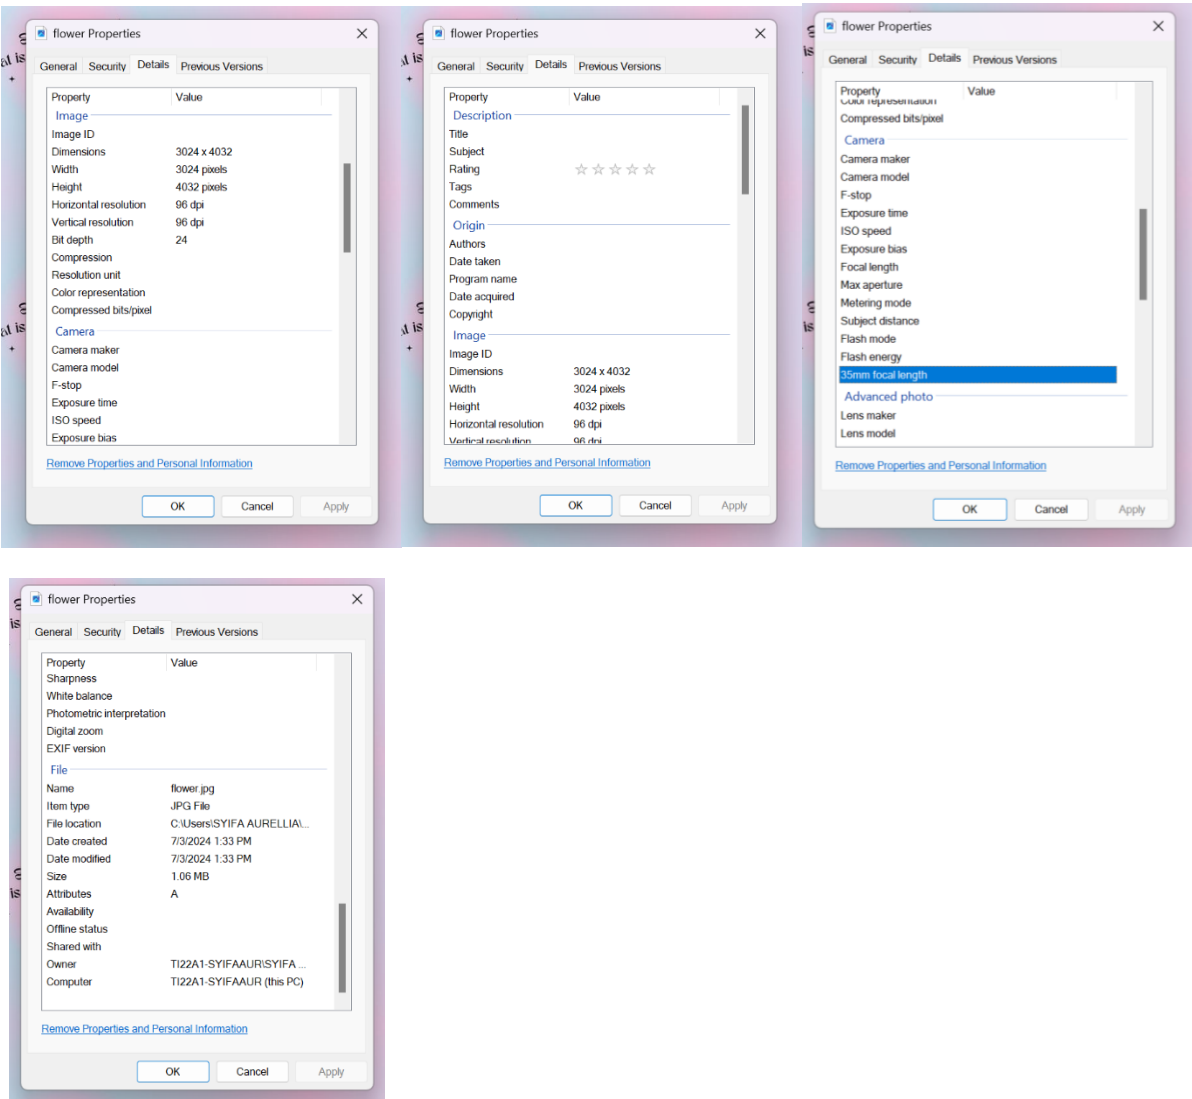 flower Properties
General Security Details Previous Versions
Property Value
Image
Image ID
Dimensions 3024 x 4032
Width 3024 pixels
Height 4032 pixels
Horizontal resolution 96 dpi
Vertical resolution 96 dpi
Bit depth 24
Compression
Resolution unit
Color representation
Compressed bits/pixel
Camera
Camera maker
Camera model
F-stop
Exposure time
ISO speed
Exposure bias
Remove Properties and Personal Information
OK Cancel Apply
flower Properties
General Security Details Previous Versions
Property Value
Description
Title
Subject
Rating ☆ ☆ ☆ ☆ ☆
Tags
Comments
Origin
Authors
Date taken
Program name
Date acquired
Copyright
Image
Image ID
Dimensions 3024 x 4032
Width 3024 pixels
Height 4032 pixels
Horizontal resolution 96 dpi
Vertical resolution 96 dpi
Remove Properties and Personal Information
OK Cancel Apply
flower Properties
General Security Details Previous Versions
Property Value
Color representation
Compressed bits/pixel
Camera
Camera maker
Camera model
F-stop
Exposure time
ISO speed
Exposure bias
Focal length
Max aperture
Metering mode
Subject distance
Flash mode
Flash energy
35mm focal length
Advanced photo
Lens maker
Lens model
Remove Properties and Personal Information
OK Cancel Apply
flower Properties
General Security Details Previous Versions
Property Value
Sharpness
White balance
Photometric interpretation
Digital zoom
EXIF version
File
Name flower.jpg
Item type JPG File
File location C:\Users\SYIFA AURELLIA\...
Date created 7/3/2024 1:33 PM
Date modified 7/3/2024 1:33 PM
Size 1.06 MB
Attributes A
Availability
Offline status
Shared with
Owner TI22A1-SYIFAAUR\SYIFA ...
Computer TI22A1-SYIFAAUR (this PC)
Remove Properties and Personal Information
OK Cancel Apply